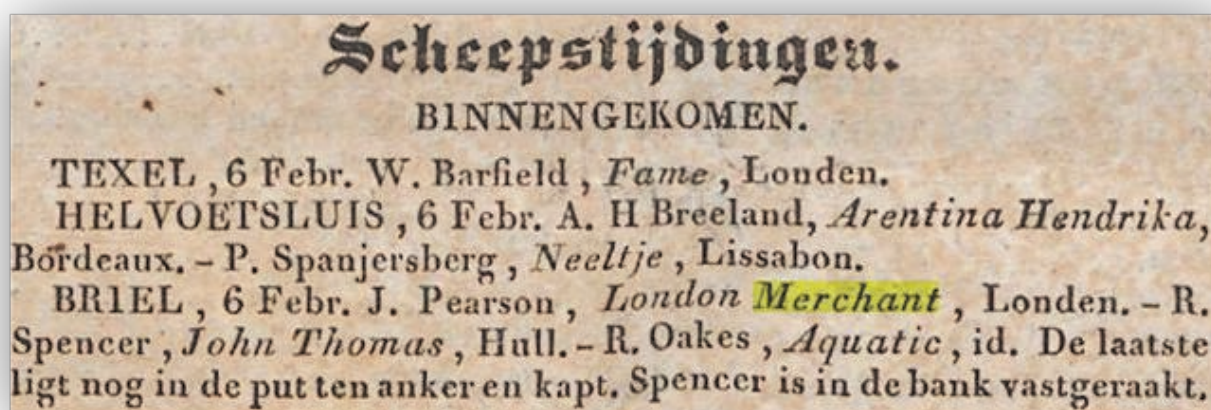 Scheepstijdingen.
B1NNENGEKOMEN.
TEXEL, 6 Febr. W. Barfield, Fame, Londen.
HELVOETSLUIS, 6 Febr. A. H Breeland, Arentina Hendrika,
Bordeaux. – P. Spanjersberg, Neeltje, Lissabon.
BR1EL, 6 Febr. J. Pearson, London Merchant, Londen. – R.
Spencer, John Thomas, Hull. – R. Oakes, Aquatic, id. De laatste
ligt nog in de put ten anker en kapt. Spencer is in de bank vastgeraakt.